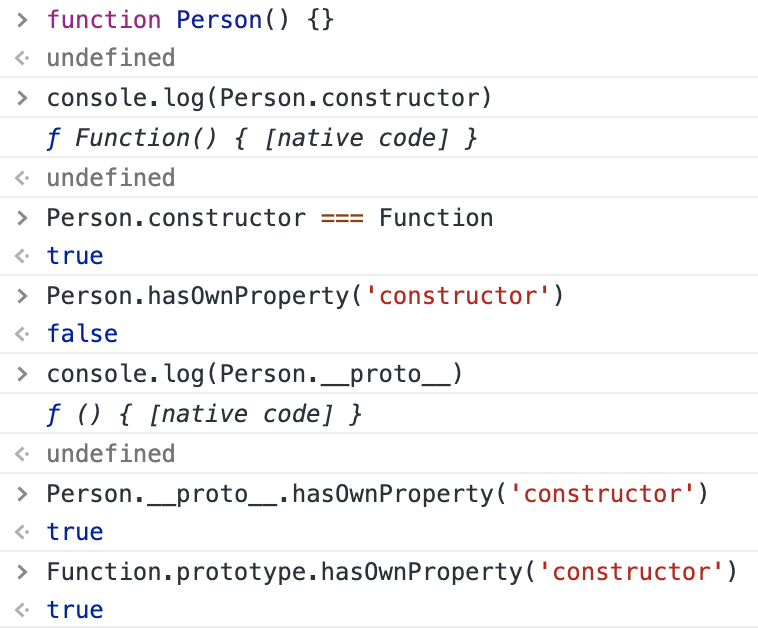 > function Person() {}
<· undefined
> console.log(Person.constructor)
ƒ Function() { [native code] }
<· undefined
> Person.constructor === Function
<· true
> Person.hasOwnProperty('constructor')
<· false
> console.log(Person.__proto__)
ƒ () { [native code] }
<· undefined
> Person.__proto__.hasOwnProperty('constructor')
<· true
> Function.prototype.hasOwnProperty('constructor')
<· true